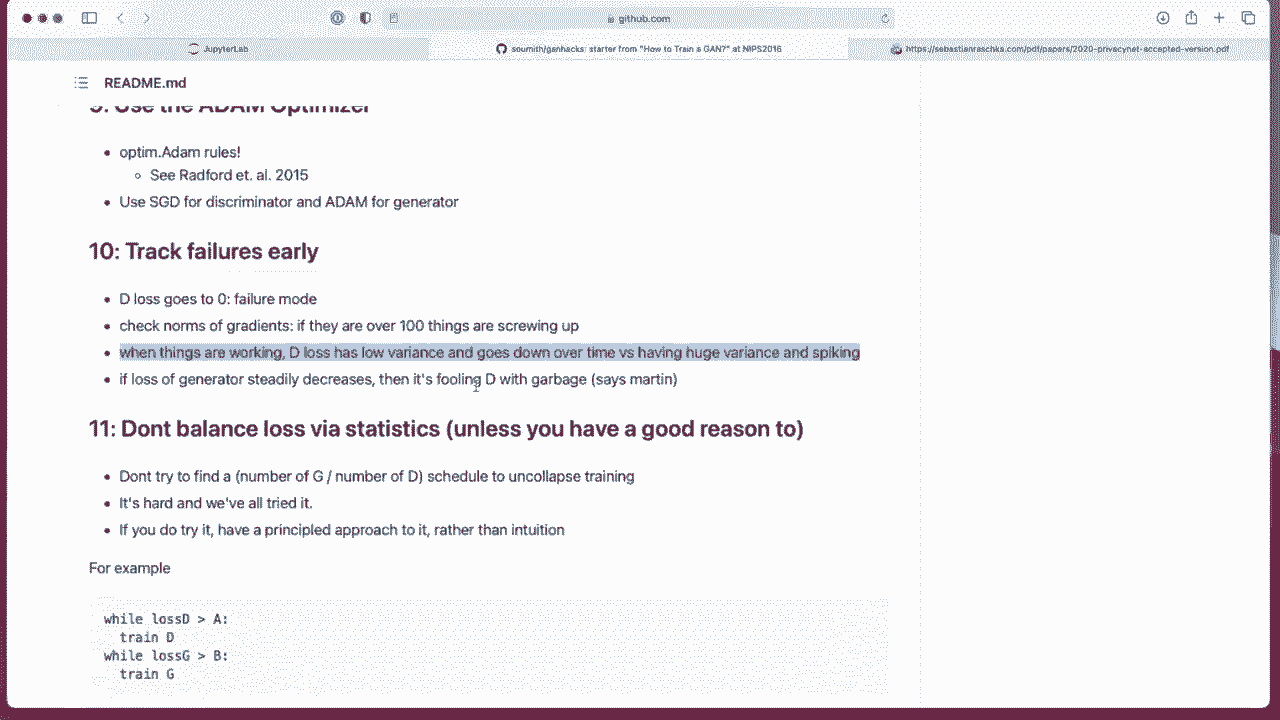 github.com
JupyterLab
soumith/ganhacks: starter from "How to Train a GAN?" at NIPS2016
https://sebastianraschka.com/pdf/papers/2020-privacynet-accepted-version.pdf
README.md
9: Use the ADAM Optimizer
optim.Adam rules!
See Radford et. al. 2015
Use SGD for discriminator and ADAM for generator
10: Track failures early
D loss goes to 0: failure mode
check norms of gradients: if they are over 100 things are screwing up
when things are working, D loss has low variance and goes down over time vs having huge variance and spiking
if loss of generator steadily decreases, then it's fooling D with garbage (says martin)
11: Dont balance loss via statistics (unless you have a good reason to)
Dont try to find a (number of G / number of D) schedule to uncollapse training
It's hard and we've all tried it.
If you do try it, have a principled approach to it, rather than intuition
For example
while lossD > A:
train D
while lossG > B:
train G